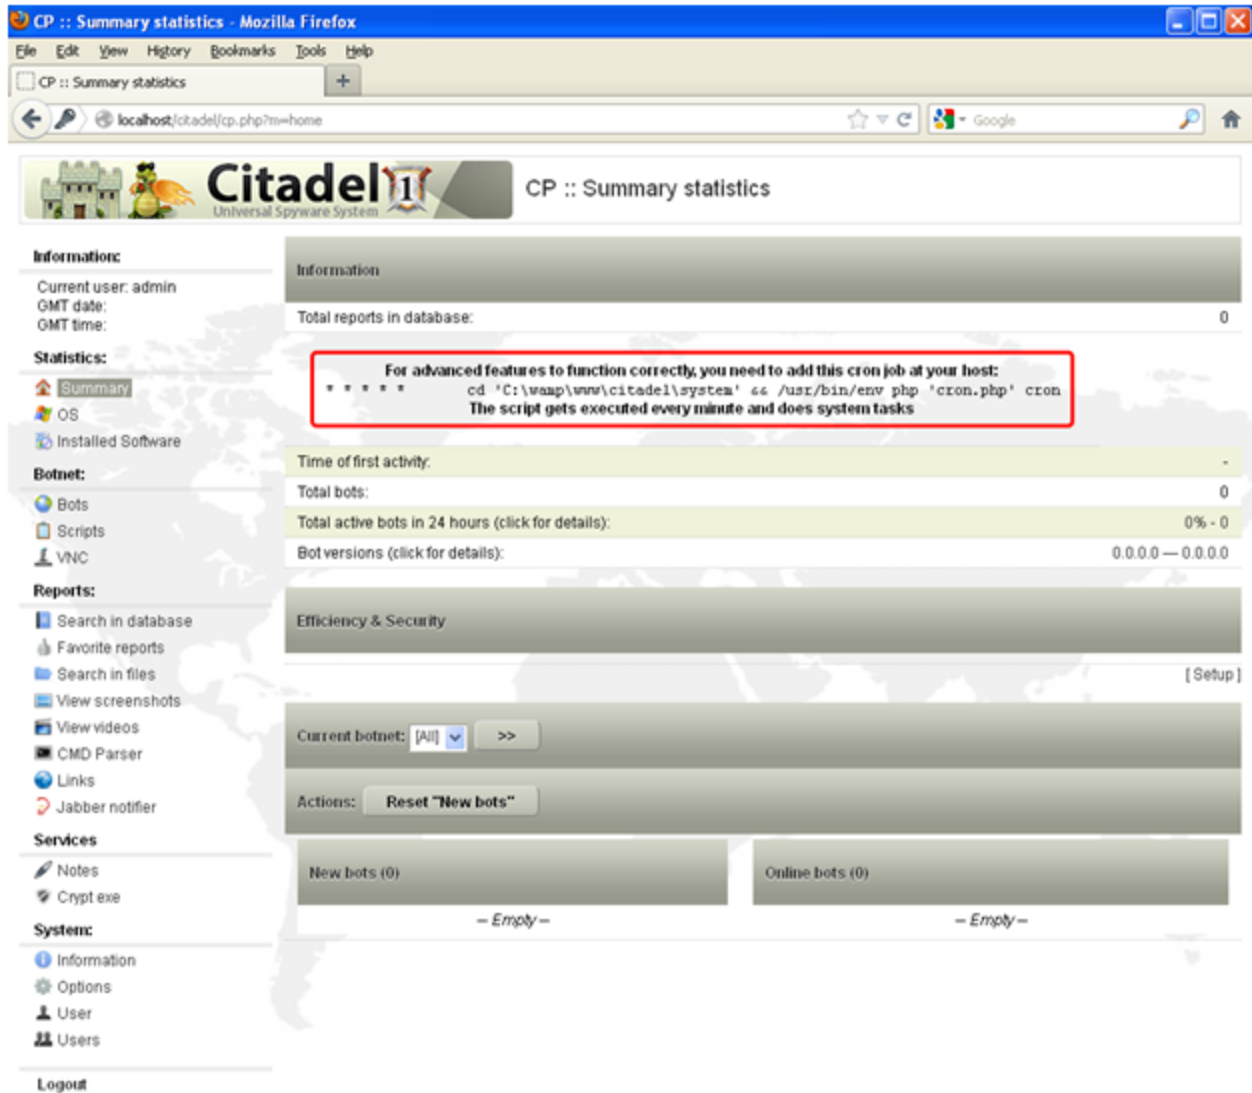 CP :: Summary statistics - Mozilla Firefox
File Edit View History Bookmarks Tools Help
CP :: Summary statistics +
localhost/citadel/cp.php?m=home Google
Citadel 1
Universal Spyware System
CP :: Summary statistics
Information:
Current user: admin
GMT date:
GMT time:
Statistics:
Summary
OS
Installed Software
Botnet:
Bots
Scripts
VNC
Reports:
Search in database
Favorite reports
Search in files
View screenshots
View videos
CMD Parser
Links
Jabber notifier
Services
Notes
Crypt exe
System:
Information
Options
User
Users
Logout
Information
Total reports in database: 0
For advanced features to function correctly, you need to add this cron job at your host:
* * * * * cd 'C:\wamp\www\citadel\system' && /usr/bin/env php 'cron.php' cron
The script gets executed every minute and does system tasks
Time of first activity: -
Total bots: 0
Total active bots in 24 hours (click for details): 0% - 0
Bot versions (click for details): 0.0.0.0 — 0.0.0.0
Efficiency & Security
[ Setup ]
Current botnet: [All] >>
Actions: Reset "New bots"
New bots (0) Online bots (0)
-- Empty -- -- Empty --